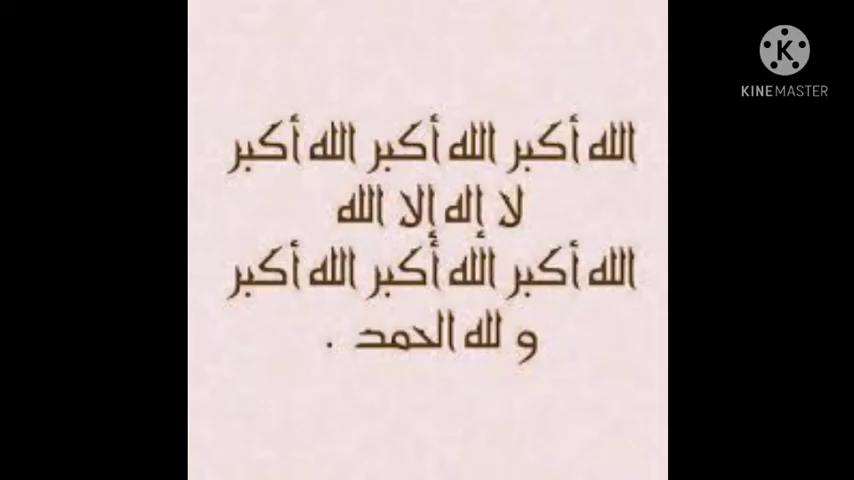 KINEMASTER
الله أكبر الله أكبر الله أكبر
لا إله إلا الله
الله أكبر الله أكبر الله أكبر
و لله الحمد .